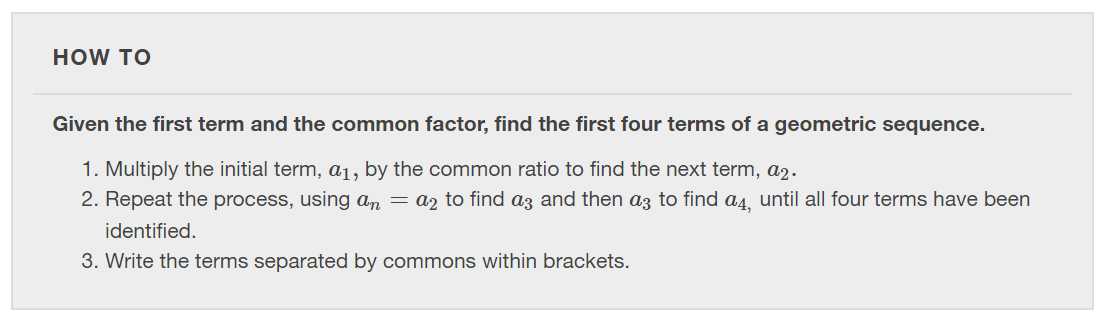 HOW TO
Given the first term and the common factor, find the first four terms of a geometric sequence.
1. Multiply the initial term, a₁, by the common ratio to find the next term, a₂.
2. Repeat the process, using aₙ = a₂ to find a₃ and then a₃ to find a₄, until all four terms have been
identified.
3. Write the terms separated by commons within brackets.